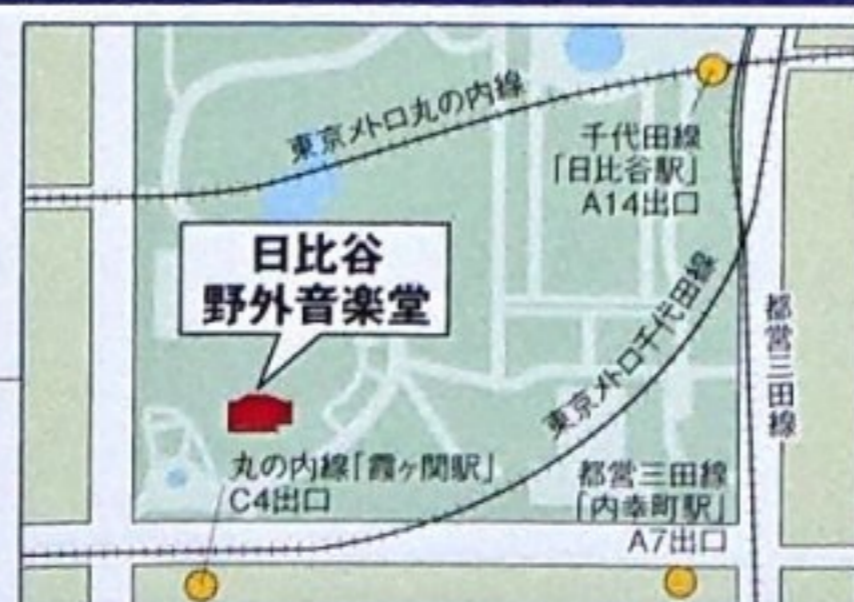 東京メトロ丸の内線
千代田線
「日比谷駅」
A14出口
日比谷
野外音楽堂
東京メトロ千代田線
都営三田線
丸の内線「霞ヶ関駅」
C4出口
都営三田線
「内幸町駅」
A7出口